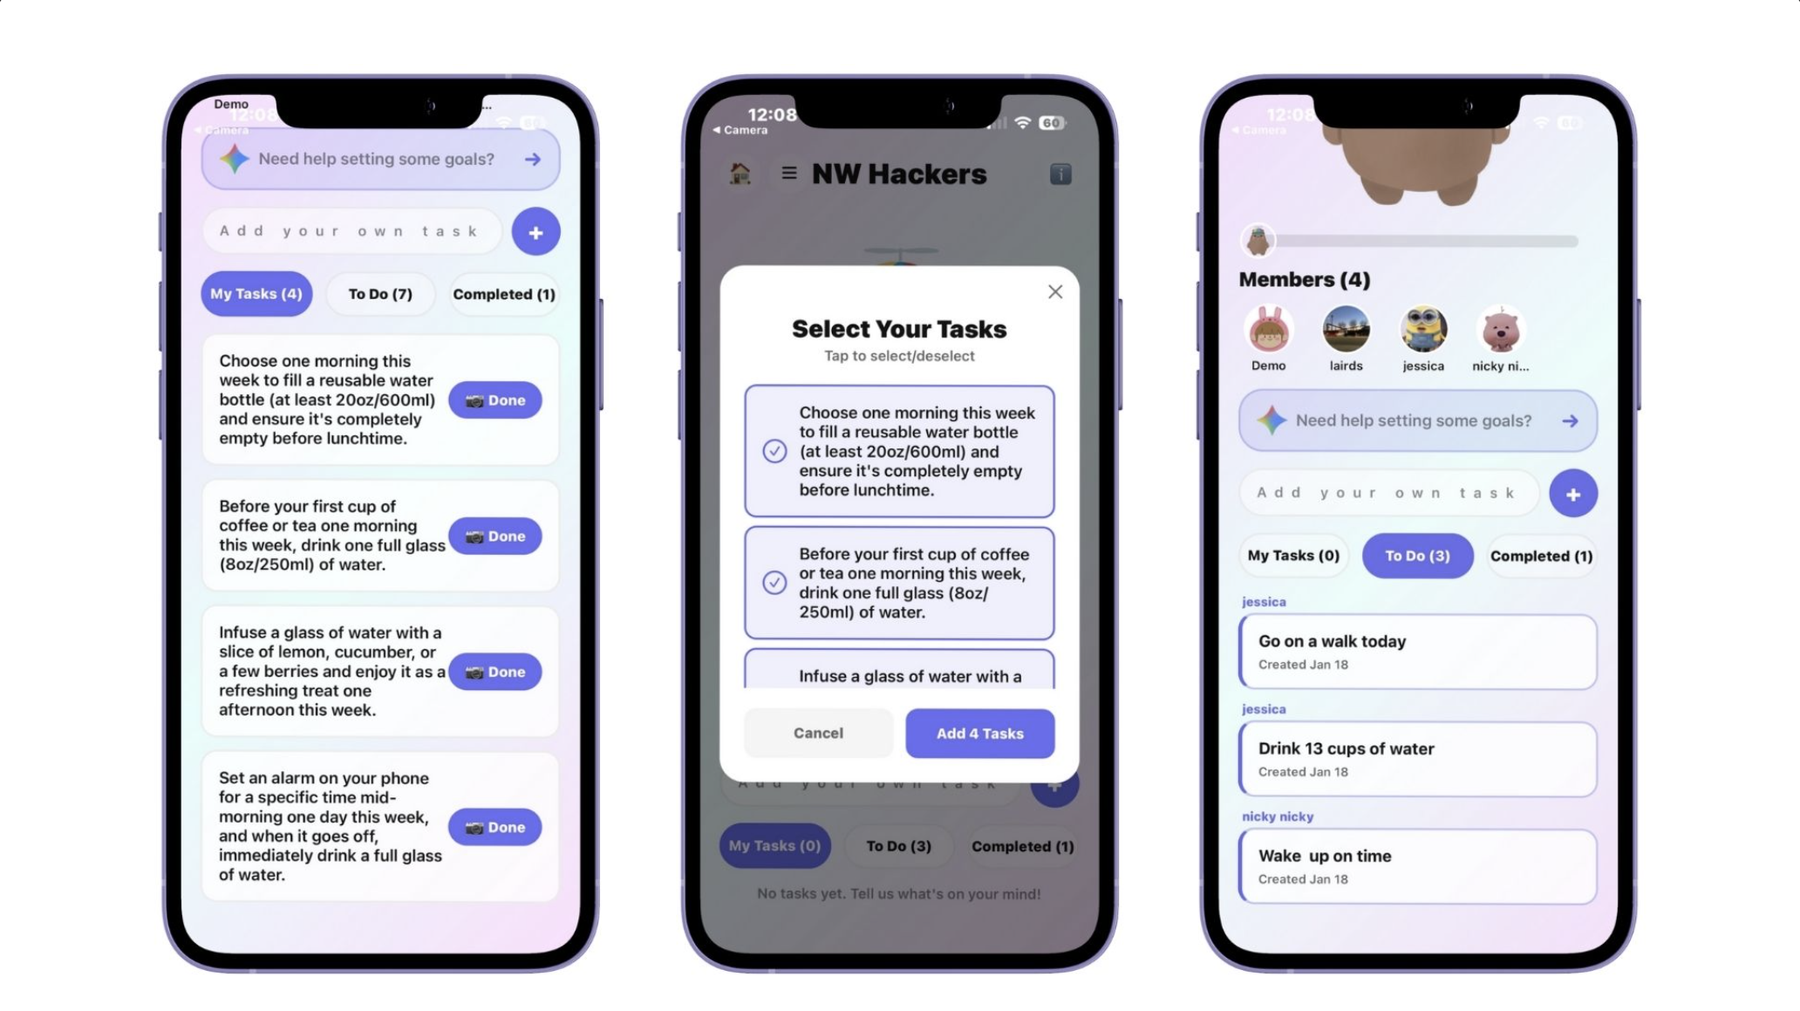 Demo
...
12:08
◀ Camera
60
Need help setting some goals?
Add your own task
+
My Tasks (4)
To Do (7)
Completed (1)
Choose one morning this
week to fill a reusable water
bottle (at least 20oz/600ml)
and ensure it's completely
empty before lunchtime.
Done
Before your first cup of
coffee or tea one morning
this week, drink one full glass
(8oz/250ml) of water.
Done
Infuse a glass of water with a
slice of lemon, cucumber, or
a few berries and enjoy it as a
refreshing treat one
afternoon this week.
Done
Set an alarm on your phone
for a specific time mid-
morning one day this week,
and when it goes off,
immediately drink a full glass
of water.
Done
12:08
◀ Camera
60
NW Hackers
Select Your Tasks
Tap to select/deselect
Choose one morning this week
to fill a reusable water bottle
(at least 20oz/600ml) and
ensure it's completely empty
before lunchtime.
Before your first cup of coffee
or tea one morning this week,
drink one full glass (8oz/
250ml) of water.
Infuse a glass of water with a
Cancel
Add 4 Tasks
Add your own task
+
My Tasks (0)
To Do (3)
Completed (1)
No tasks yet. Tell us what's on your mind!
12:08
◀ Camera
60
Members (4)
Demo
lairds
jessica
nicky ni...
Need help setting some goals?
Add your own task
+
My Tasks (0)
To Do (3)
Completed (1)
jessica
Go on a walk today
Created Jan 18
jessica
Drink 13 cups of water
Created Jan 18
nicky nicky
Wake  up on time
Created Jan 18